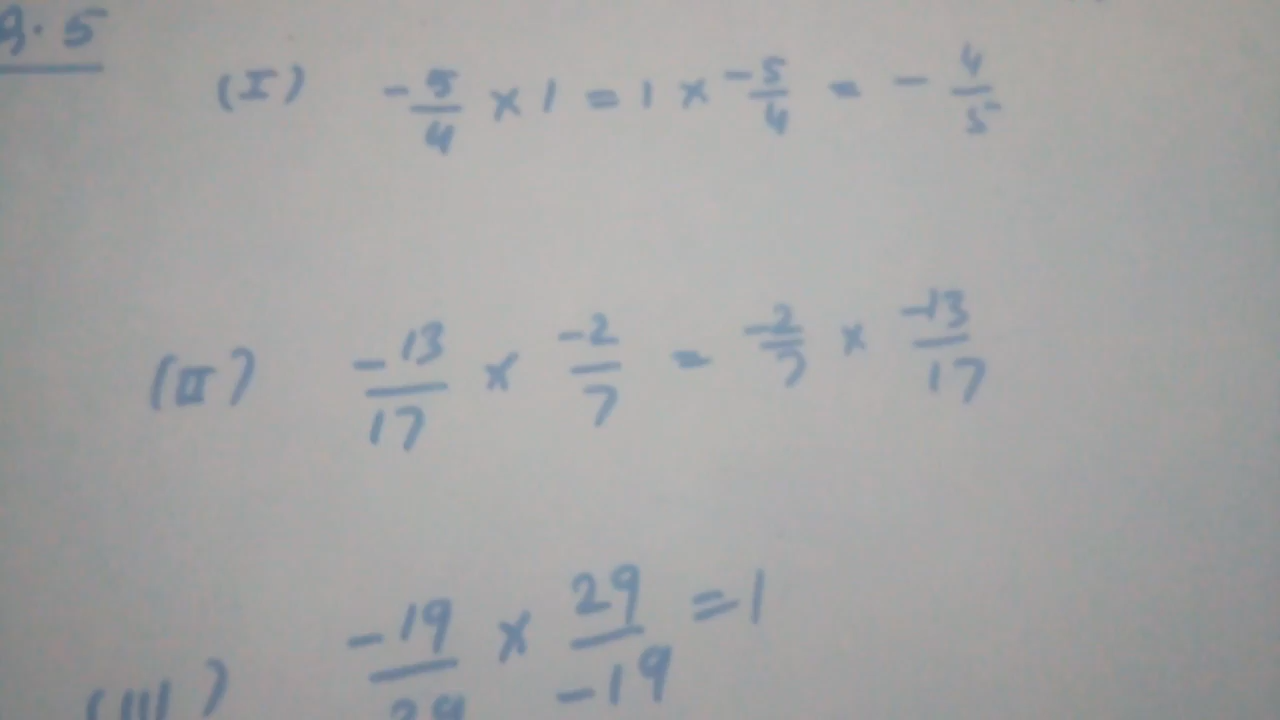 Q.5
(I) -5/4 × 1 = 1 × -5/4 = - 4/5
(II) -13/17 × -2/7 = -2/7 × -13/17
(III) -19/29 × 29/-19 = 1